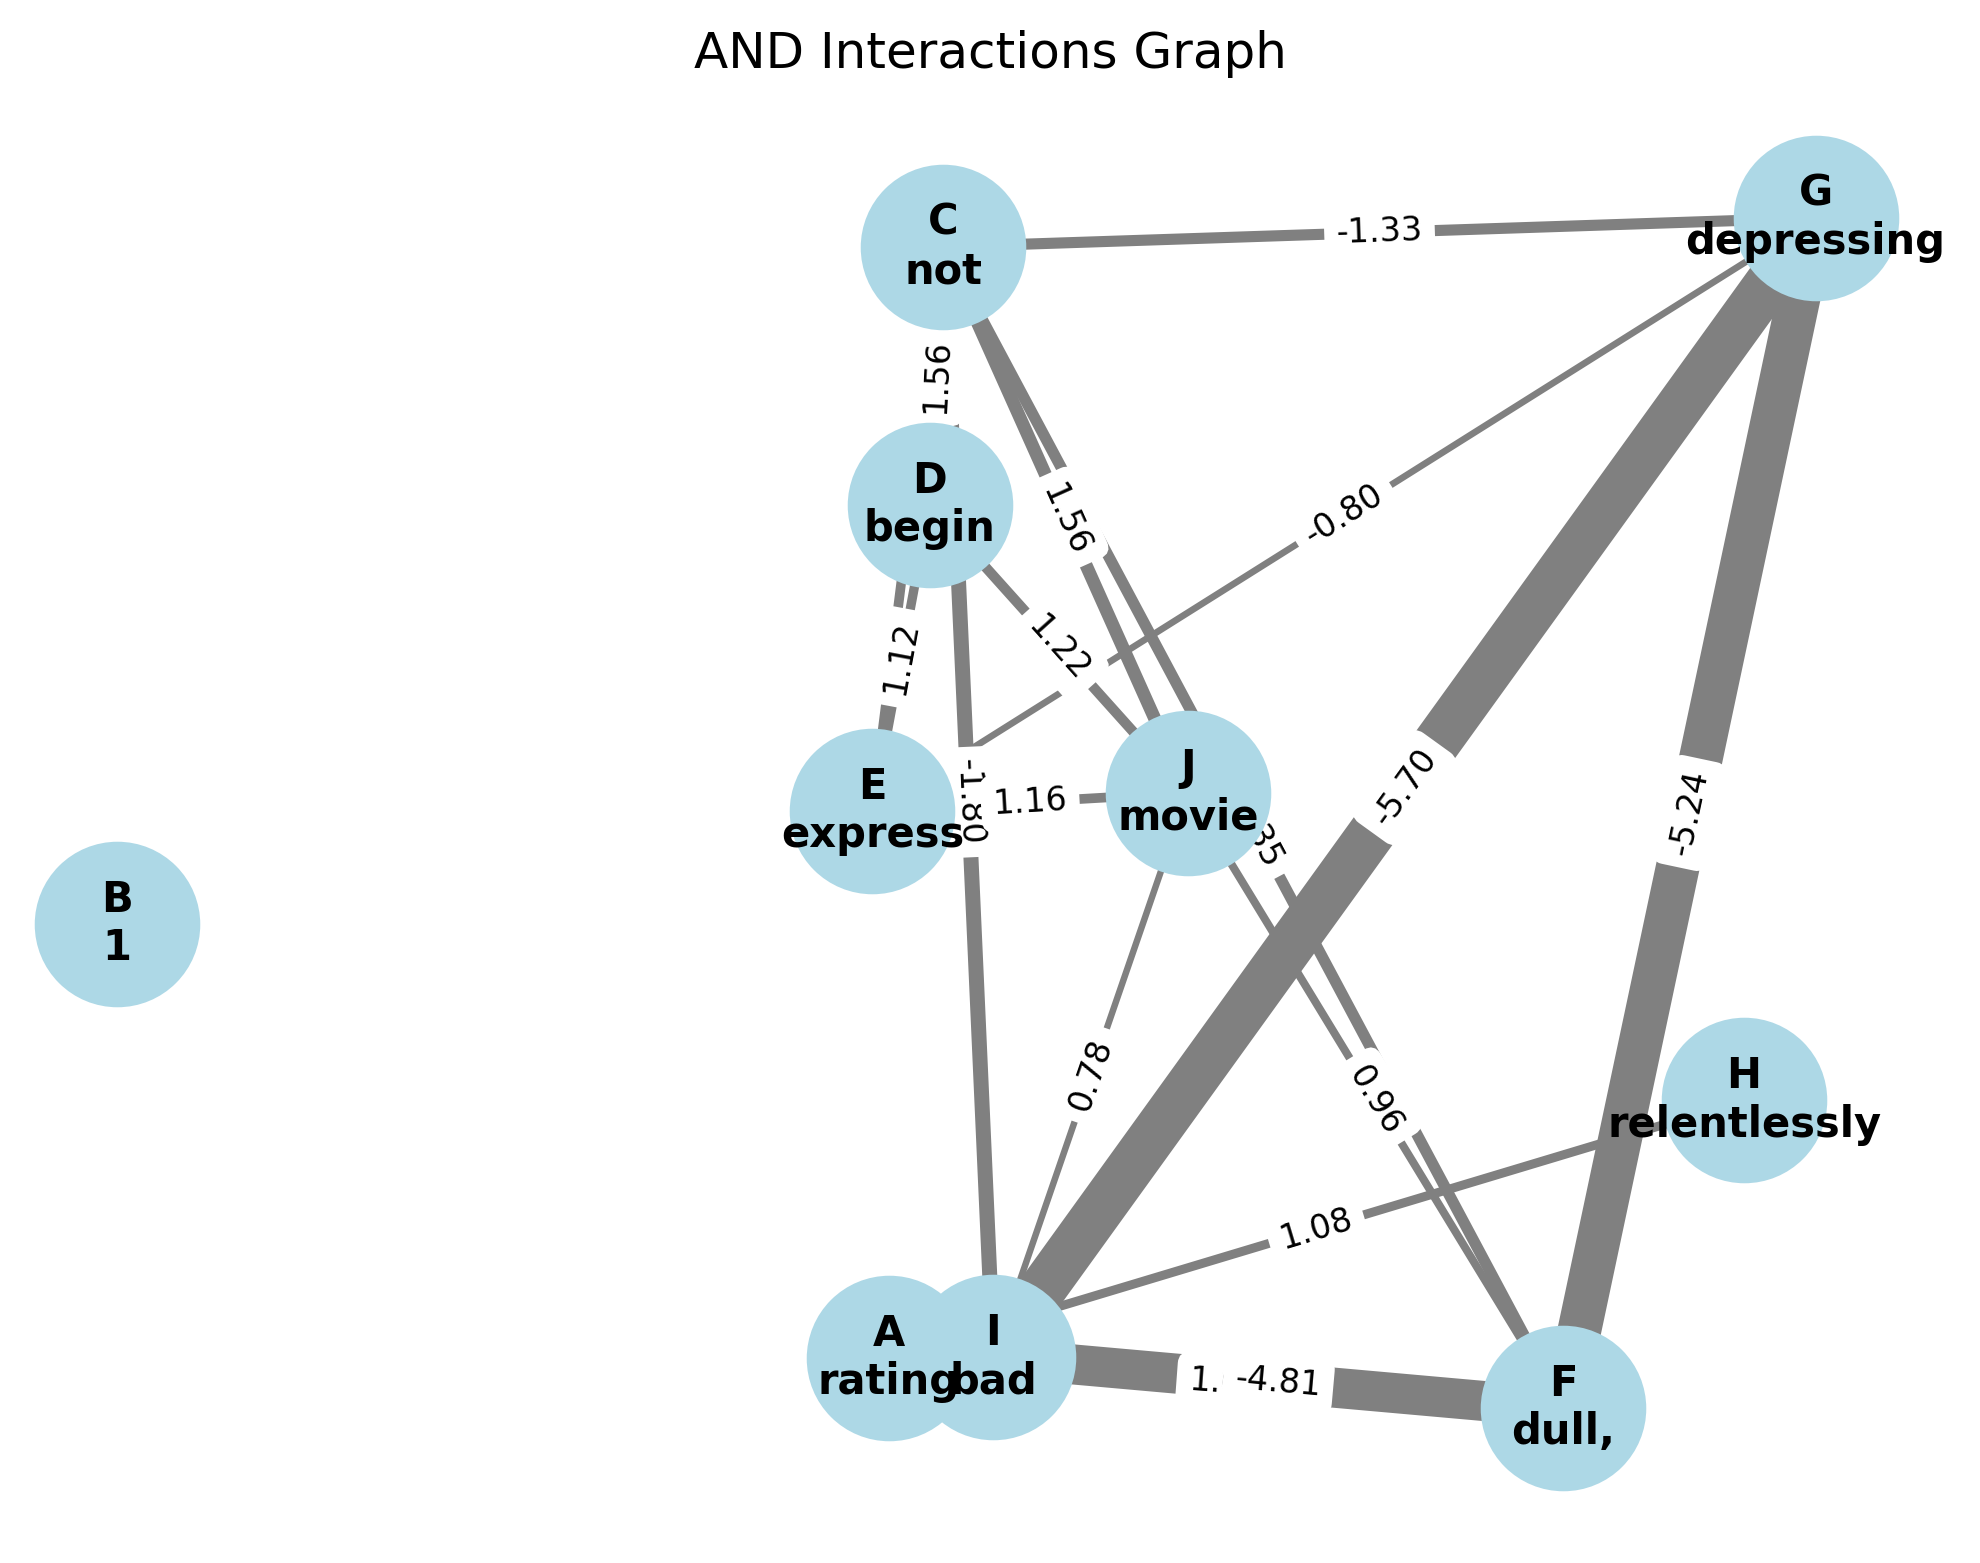 AND Interactions Graph
G
depressing
C
not
-1.33
1.56
D
begin
1.56
-0.80
1.12
1.22
J
movie
-5.70
-5.24
E
express
-1.80
1.16
35
B
1
H
relentlessly
0.78
0.96
1.08
A
rating
I
bad
1.
-4.81
F
dull,